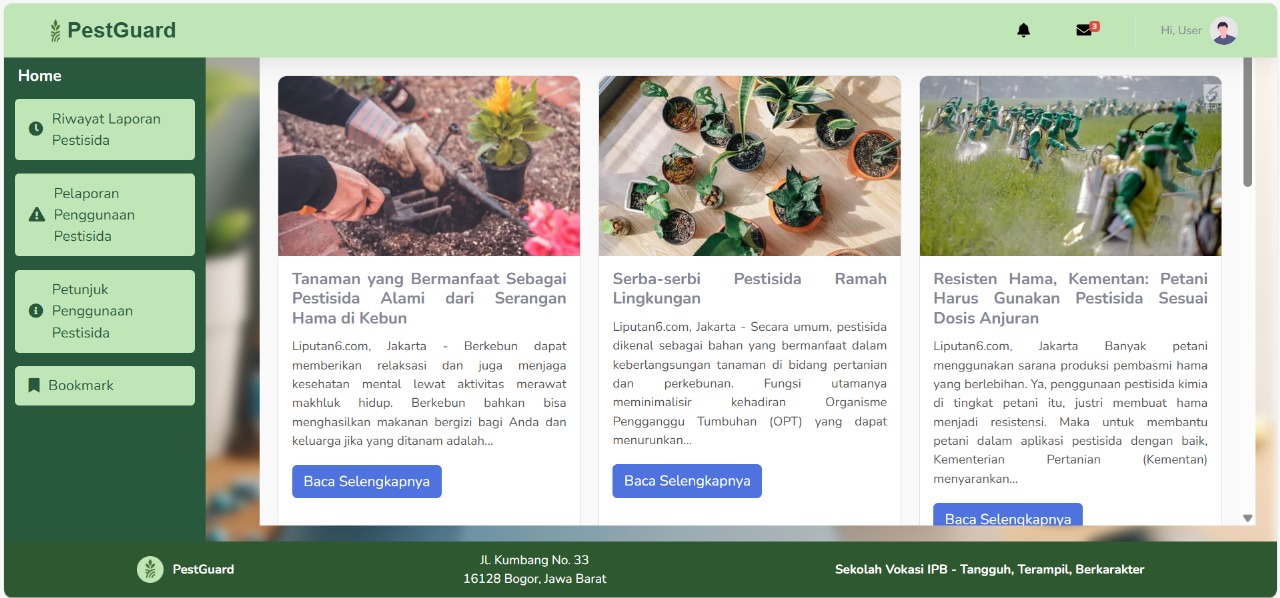 PestGuard
3
Hi, User
Home
Riwayat Laporan
Pestisida
Pelaporan
Penggunaan
Pestisida
Petunjuk
Penggunaan
Pestisida
Bookmark
Tanaman yang Bermanfaat Sebagai
Pestisida Alami dari Serangan
Hama di Kebun
Liputan6.com, Jakarta - Berkebun dapat
memberikan relaksasi dan juga menjaga
kesehatan mental lewat aktivitas merawat
makhluk hidup. Berkebun bahkan bisa
menghasilkan makanan bergizi bagi Anda dan
keluarga jika yang ditanam adalah...
Baca Selengkapnya
Serba-serbi Pestisida Ramah
Lingkungan
Liputan6.com, Jakarta - Secara umum, pestisida
dikenal sebagai bahan yang bermanfaat dalam
keberlangsungan tanaman di bidang pertanian
dan perkebunan. Fungsi utamanya
meminimalisir kehadiran Organisme
Pengganggu Tumbuhan (OPT) yang dapat
menurunkan...
Baca Selengkapnya
Resisten Hama, Kementan: Petani
Harus Gunakan Pestisida Sesuai
Dosis Anjuran
Liputan6.com, Jakarta Banyak petani
menggunakan sarana produksi pembasmi hama
yang berlebihan. Ya, penggunaan pestisida kimia
di tingkat petani itu, justri membuat hama
menjadi resistensi. Maka untuk membantu
petani dalam aplikasi pestisida dengan baik,
Kementerian Pertanian (Kementan)
menyarankan...
Baca Selengkapnya
PestGuard
Jl. Kumbang No. 33
16128 Bogor, Jawa Barat
Sekolah Vokasi IPB - Tangguh, Terampil, Berkarakter